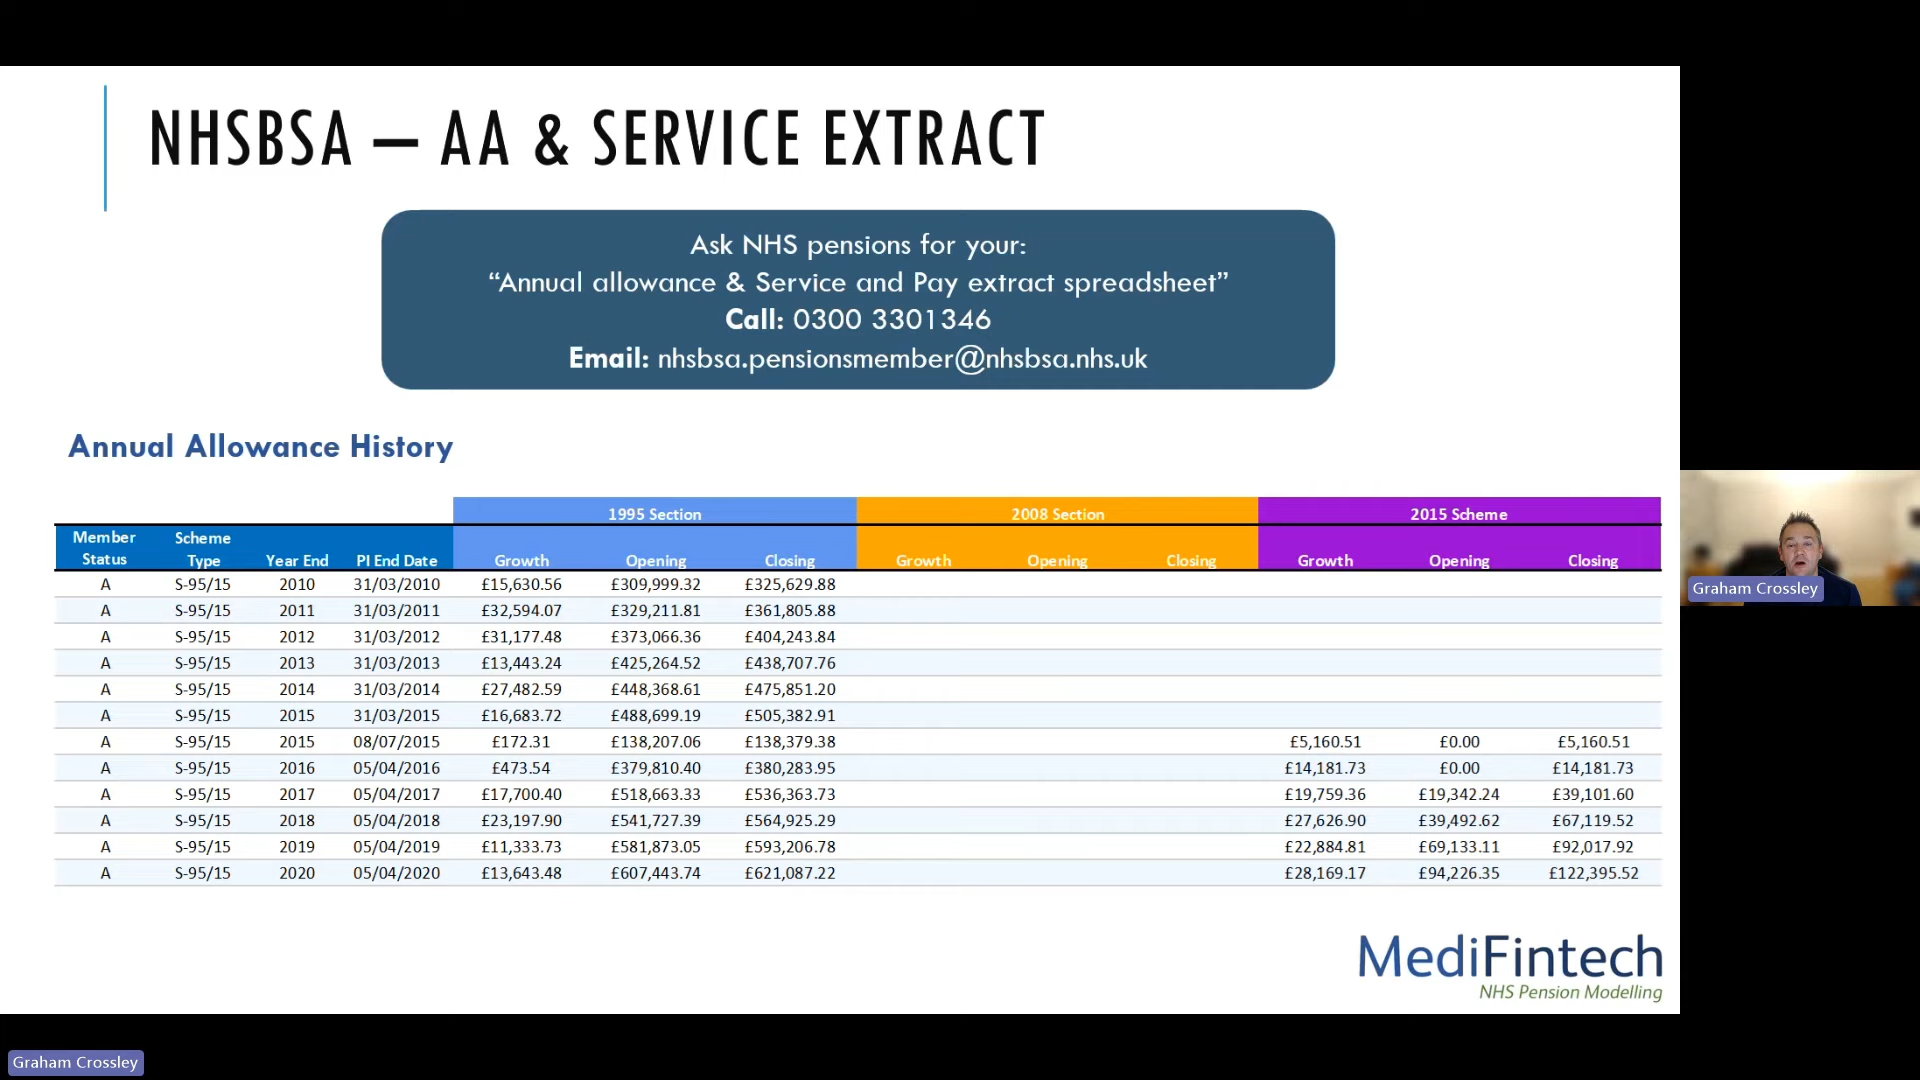 NHSBSA – AA & SERVICE EXTRACT
Ask NHS pensions for your:
“Annual allowance & Service and Pay extract spreadsheet”
Call: 0300 3301346
Email: nhsbsa.pensionsmember@nhsbsa.nhs.uk
Annual Allowance History
1995 Section 2008 Section 2015 Scheme
Member Status Scheme Type Year End PI End Date Growth Opening Closing Growth Opening Closing Growth Opening Closing
A S-95/15 2010 31/03/2010 £15,630.56 £309,999.32 £325,629.88
A S-95/15 2011 31/03/2011 £32,594.07 £329,211.81 £361,805.88
A S-95/15 2012 31/03/2012 £31,177.48 £373,066.36 £404,243.84
A S-95/15 2013 31/03/2013 £13,443.24 £425,264.52 £438,707.76
A S-95/15 2014 31/03/2014 £27,482.59 £448,368.61 £475,851.20
A S-95/15 2015 31/03/2015 £16,683.72 £488,699.19 £505,382.91
A S-95/15 2015 08/07/2015 £172.31 £138,207.06 £138,379.38 £5,160.51 £0.00 £5,160.51
A S-95/15 2016 05/04/2016 £473.54 £379,810.40 £380,283.95 £14,181.73 £0.00 £14,181.73
A S-95/15 2017 05/04/2017 £17,700.40 £518,663.33 £536,363.73 £19,759.36 £19,342.24 £39,101.60
A S-95/15 2018 05/04/2018 £23,197.90 £541,727.39 £564,925.29 £27,626.90 £39,492.62 £67,119.52
A S-95/15 2019 05/04/2019 £11,333.73 £581,873.05 £593,206.78 £22,884.81 £69,133.11 £92,017.92
A S-95/15 2020 05/04/2020 £13,643.48 £607,443.74 £621,087.22 £28,169.17 £94,226.35 £122,395.52
MediFintech
NHS Pension Modelling
Graham Crossley
Graham Crossley